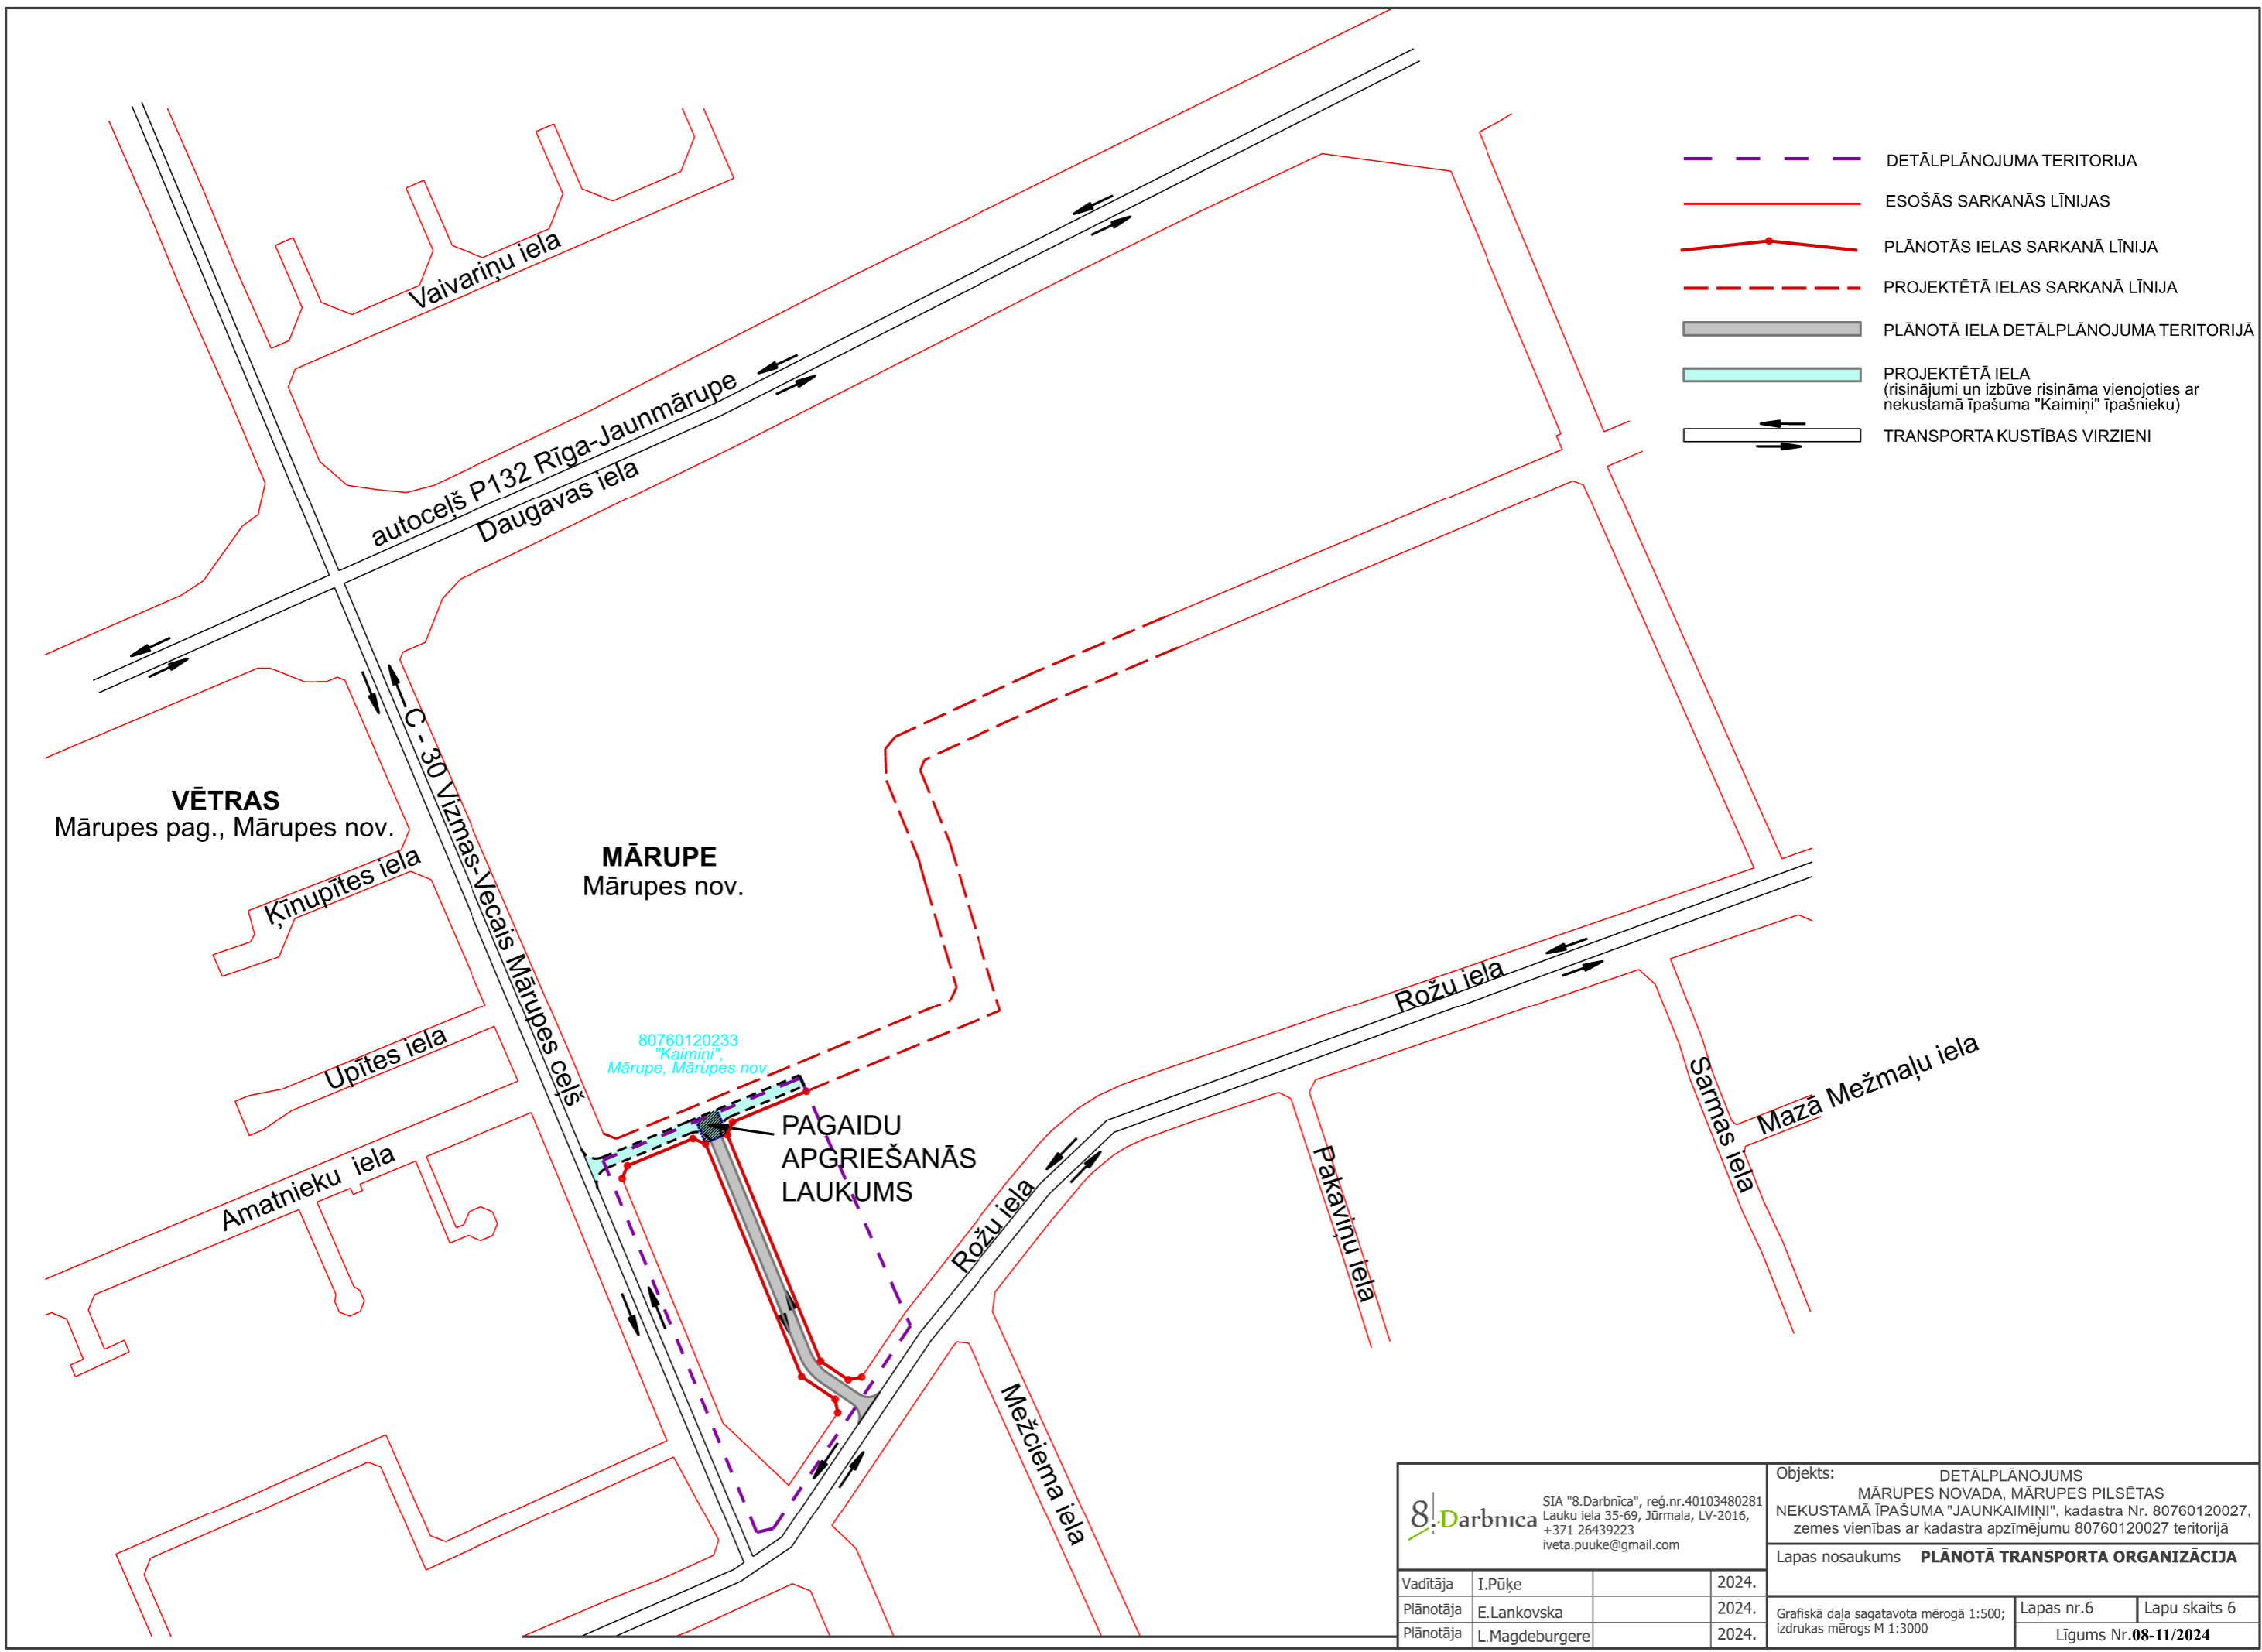 DETĀLPLĀNOJUMA TERITORIJA
ESOŠĀS SARKANĀS LĪNIJAS
PLĀNOTĀS IELAS SARKANĀ LĪNIJA
PROJEKTĒTĀ IELAS SARKANĀ LĪNIJA
PLĀNOTĀ IELA DETĀLPLĀNOJUMA TERITORIJĀ
PROJEKTĒTĀ IELA
(risinājumi un izbūve risināma vienojoties ar
nekustamā īpašuma "Kaimiņi" īpašnieku)
TRANSPORTA KUSTĪBAS VIRZIENI
Vaivariņu iela
autoceļš P132 Rīga-Jaunmārupe
Daugavas iela
C - 30 Vizmas-Vecais Mārupes ceļš
VĒTRAS
Mārupes pag., Mārupes nov.
MĀRUPE
Mārupes nov.
Ķīnupītes iela
Upītes iela
Amatnieku iela
80760120233
"Kaimiņi",
Mārupe, Mārupes nov.
PAGAIDU
APGRIEŠANĀS
LAUKUMS
Rožu iela
Rožu iela
Sarmas iela
Mazā Mežmaļu iela
Pakaviņu iela
Mežciema iela
8.Darbnīca
SIA "8.Darbnīca", reģ.nr.40103480281
Lauku iela 35-69, Jūrmala, LV-2016,
+371 26439223
iveta.puuke@gmail.com
Vadītāja I.Pūķe 2024.
Plānotāja E.Lankovska 2024.
Plānotāja L.Magdeburgere 2024.
Objekts: DETĀLPLĀNOJUMS
MĀRUPES NOVADA, MĀRUPES PILSĒTAS
NEKUSTAMĀ ĪPAŠUMA "JAUNKAIMIŅI", kadastra Nr. 80760120027,
zemes vienības ar kadastra apzīmējumu 80760120027 teritorijā
Lapas nosaukums PLĀNOTĀ TRANSPORTA ORGANIZĀCIJA
Grafiskā daļa sagatavota mērogā 1:500;
izdrukas mērogs M 1:3000
Lapas nr.6
Lapu skaits 6
Līgums Nr.08-11/2024